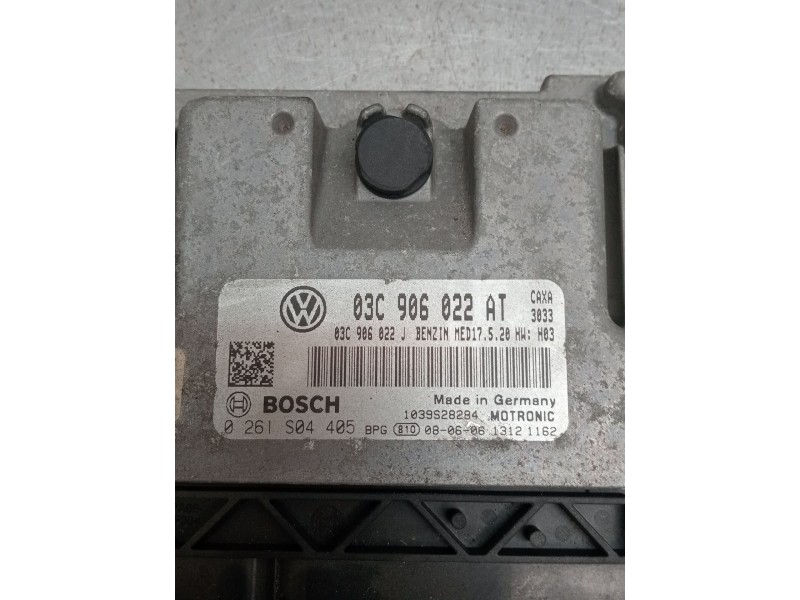 03C 906 022 AT CAXA
3033
03C 906 022 J BENZIN MED17.5.20 HW: H03
BOSCH Made in Germany
1039S28284 MOTRONIC
0 261 S04 405 BPG 810 08-06-06 1312 1162